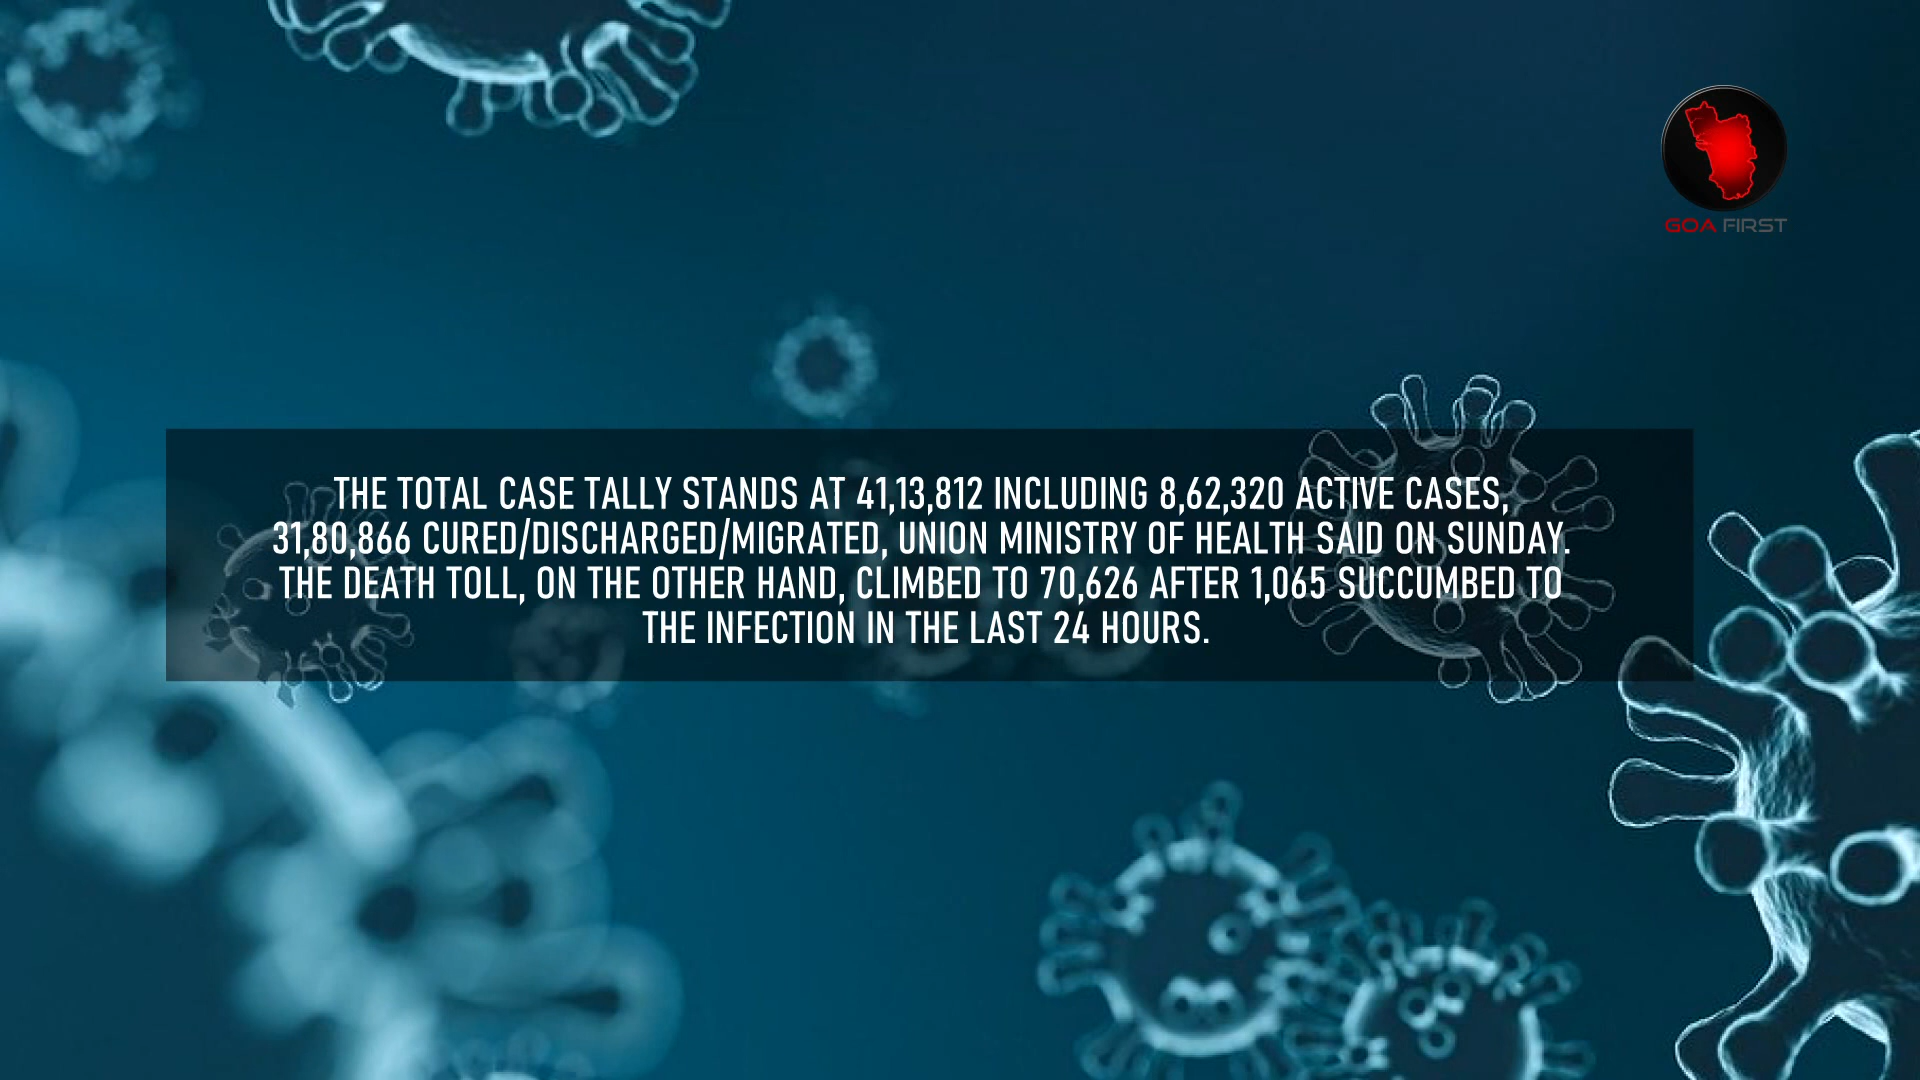 GOA FIRST
THE TOTAL CASE TALLY STANDS AT 41,13,812 INCLUDING 8,62,320 ACTIVE CASES,
31,80,866 CURED/DISCHARGED/MIGRATED, UNION MINISTRY OF HEALTH SAID ON SUNDAY.
THE DEATH TOLL, ON THE OTHER HAND, CLIMBED TO 70,626 AFTER 1,065 SUCCUMBED TO
THE INFECTION IN THE LAST 24 HOURS.